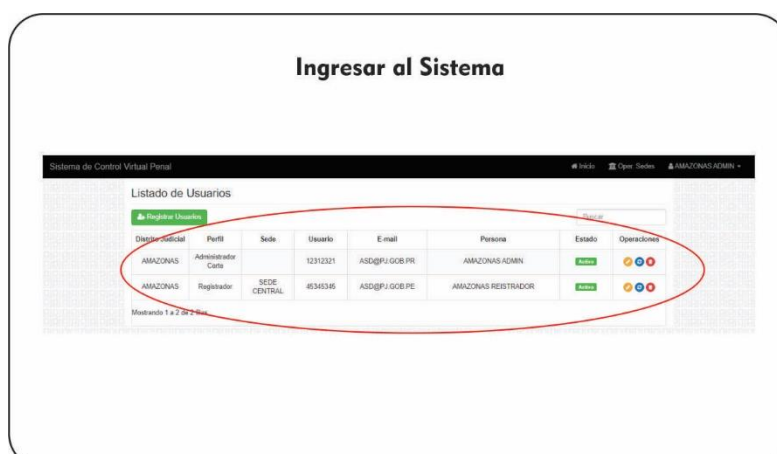 Ingresar al Sistema
Sistema de Control Virtual Penal
Inicio Oper. Sedes AMAZONAS ADMIN
Listado de Usuarios
Registrar Usuarios Buscar
Distrito Judicial Perfil Sede Usuario E-mail Persona Estado Operaciones
AMAZONAS Administrador Corte 12312321 ASD@PJ.GOB.PR AMAZONAS ADMIN Activo
AMAZONAS Registrador SEDE CENTRAL 45345345 ASD@PJ.GOB.PE AMAZONAS REISTRADOR Activo
Mostrando 1 a 2 de 2 filas